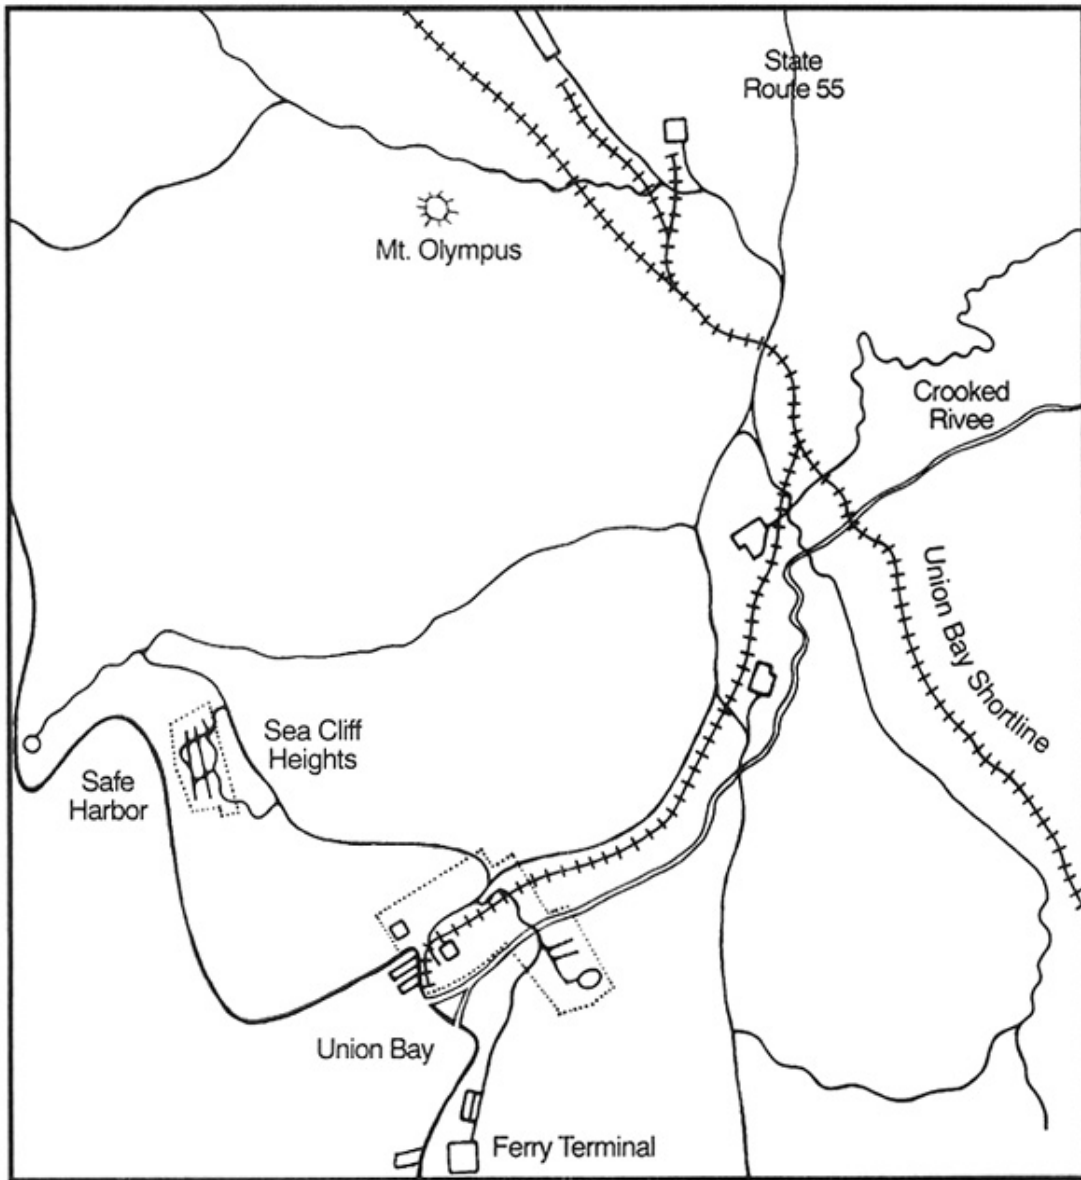 State
Route 55
Mt. Olympus
Crooked
Rivee
Union Bay Shortline
Sea Cliff
Heights
Safe
Harbor
Union Bay
Ferry Terminal